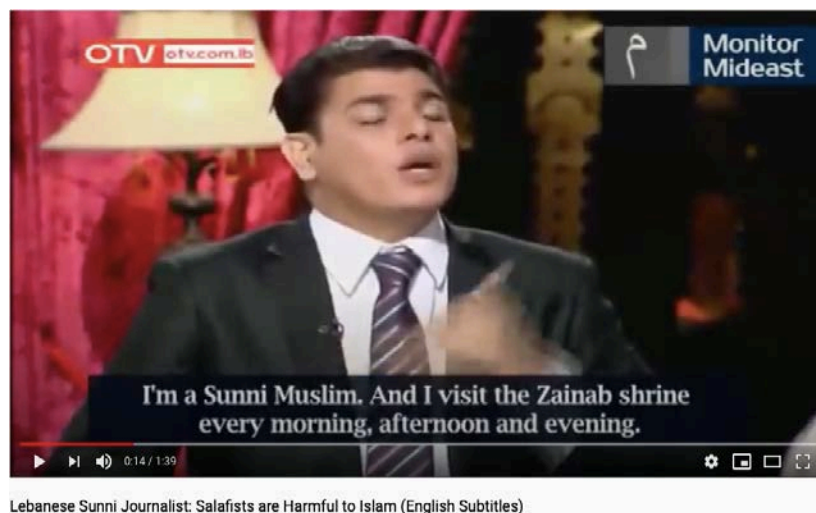 OTV otv.com.lb
م Monitor
Mideast
I'm a Sunni Muslim. And I visit the Zainab shrine
every morning, afternoon and evening.
0:14 / 1:39
Lebanese Sunni Journalist: Salafists are Harmful to Islam (English Subtitles)